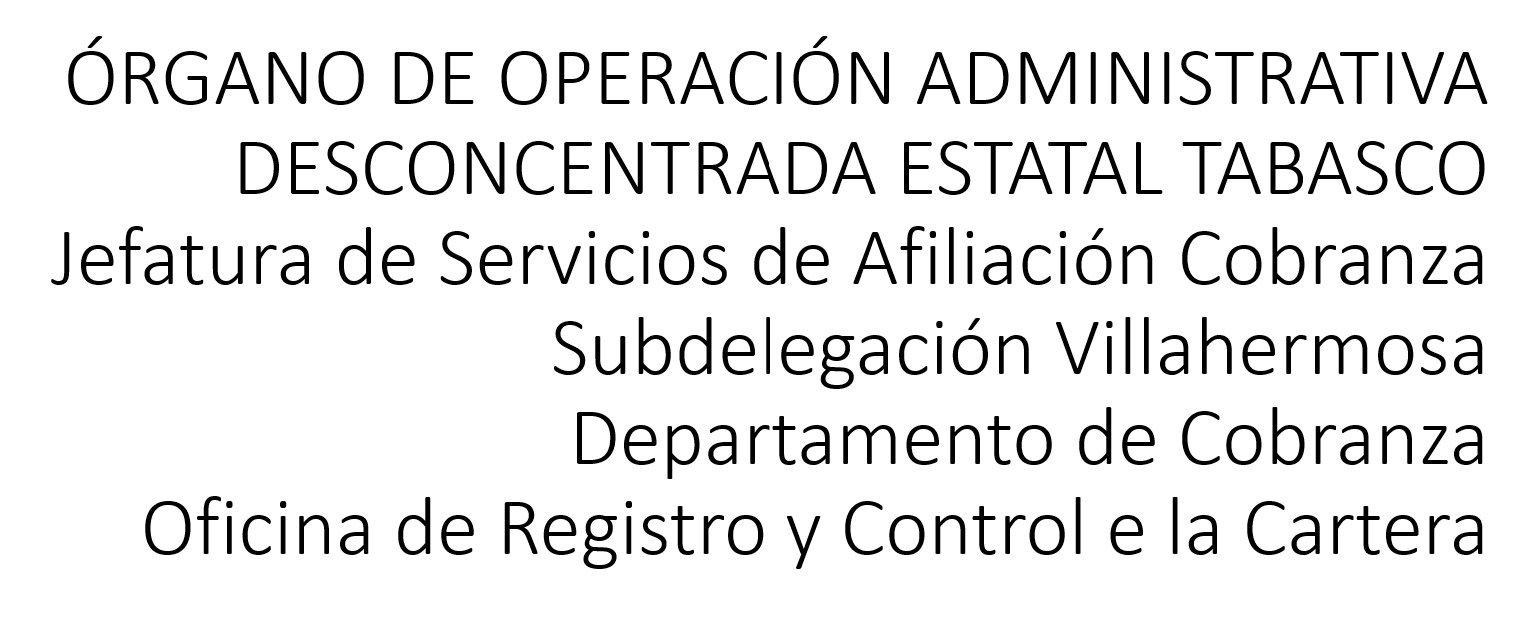 ÓRGANO DE OPERACIÓN ADMINISTRATIVA
DESCONCENTRADA ESTATAL TABASCO
Jefatura de Servicios de Afiliación Cobranza
Subdelegación Villahermosa
Departamento de Cobranza
Oficina de Registro y Control e la Cartera